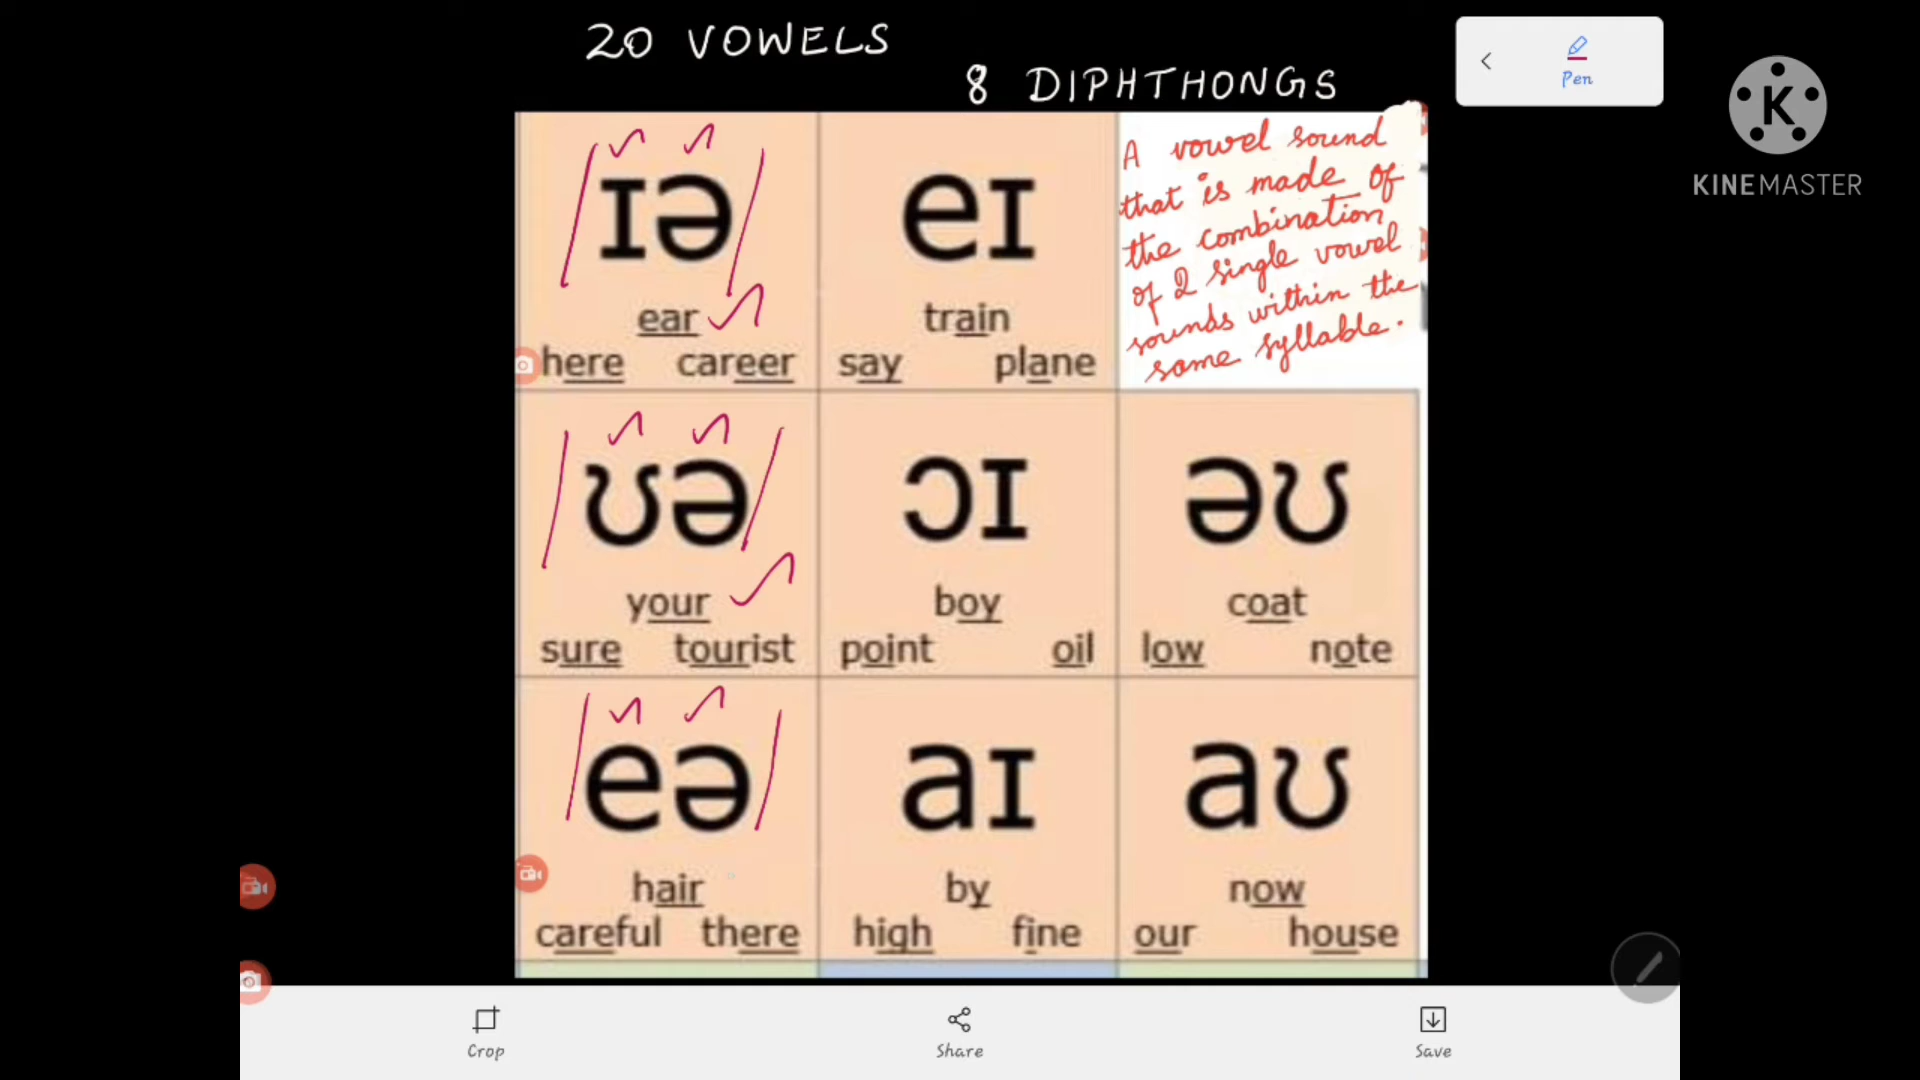 20 VOWELS
8 DIPHTHONGS
Pen
KINEMASTER
/ɪə/
ear
here career
eɪ
train
say plane
A vowel sound
that is made of
the combination
of 2 single vowel
sounds within the
same syllable.
/ʊə/
your
sure tourist
ɔɪ
boy
point oil
əʊ
coat
low note
/eə/
hair
careful there
aɪ
by
high fine
aʊ
now
our house
Crop
Share
Save